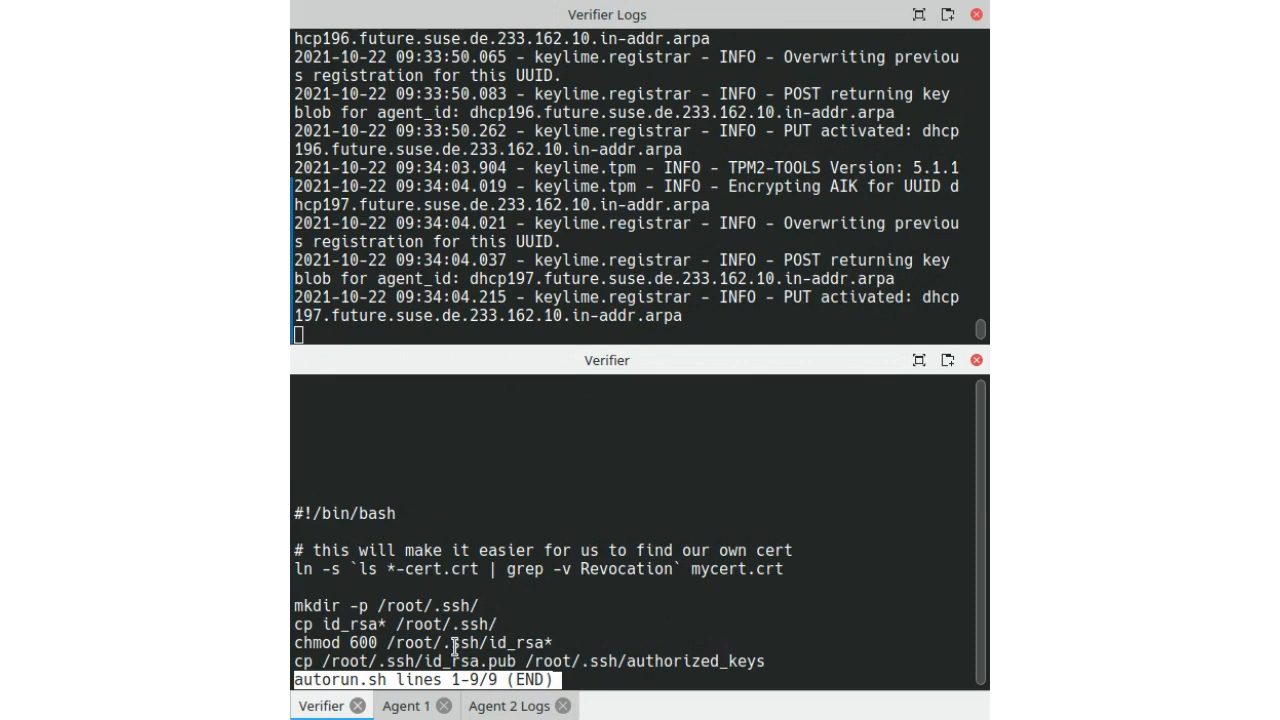 Verifier Logs
hcp196.future.suse.de.233.162.10.in-addr.arpa
2021-10-22 09:33:50.065 - keylime.registrar - INFO - Overwriting previou
s registration for this UUID.
2021-10-22 09:33:50.083 - keylime.registrar - INFO - POST returning key
blob for agent_id: dhcp196.future.suse.de.233.162.10.in-addr.arpa
2021-10-22 09:33:50.262 - keylime.registrar - INFO - PUT activated: dhcp
196.future.suse.de.233.162.10.in-addr.arpa
2021-10-22 09:34:03.904 - keylime.tpm - INFO - TPM2-TOOLS Version: 5.1.1
2021-10-22 09:34:04.019 - keylime.tpm - INFO - Encrypting AIK for UUID d
hcp197.future.suse.de.233.162.10.in-addr.arpa
2021-10-22 09:34:04.021 - keylime.registrar - INFO - Overwriting previou
s registration for this UUID.
2021-10-22 09:34:04.037 - keylime.registrar - INFO - POST returning key
blob for agent_id: dhcp197.future.suse.de.233.162.10.in-addr.arpa
2021-10-22 09:34:04.215 - keylime.registrar - INFO - PUT activated: dhcp
197.future.suse.de.233.162.10.in-addr.arpa
Verifier
#!/bin/bash
# this will make it easier for us to find our own cert
ln -s `ls *-cert.crt | grep -v Revocation` mycert.crt
mkdir -p /root/.ssh/
cp id_rsa* /root/.ssh/
chmod 600 /root/.ssh/id_rsa*
cp /root/.ssh/id_rsa.pub /root/.ssh/authorized_keys
autorun.sh lines 1-9/9 (END)
Verifier Agent 1 Agent 2 Logs